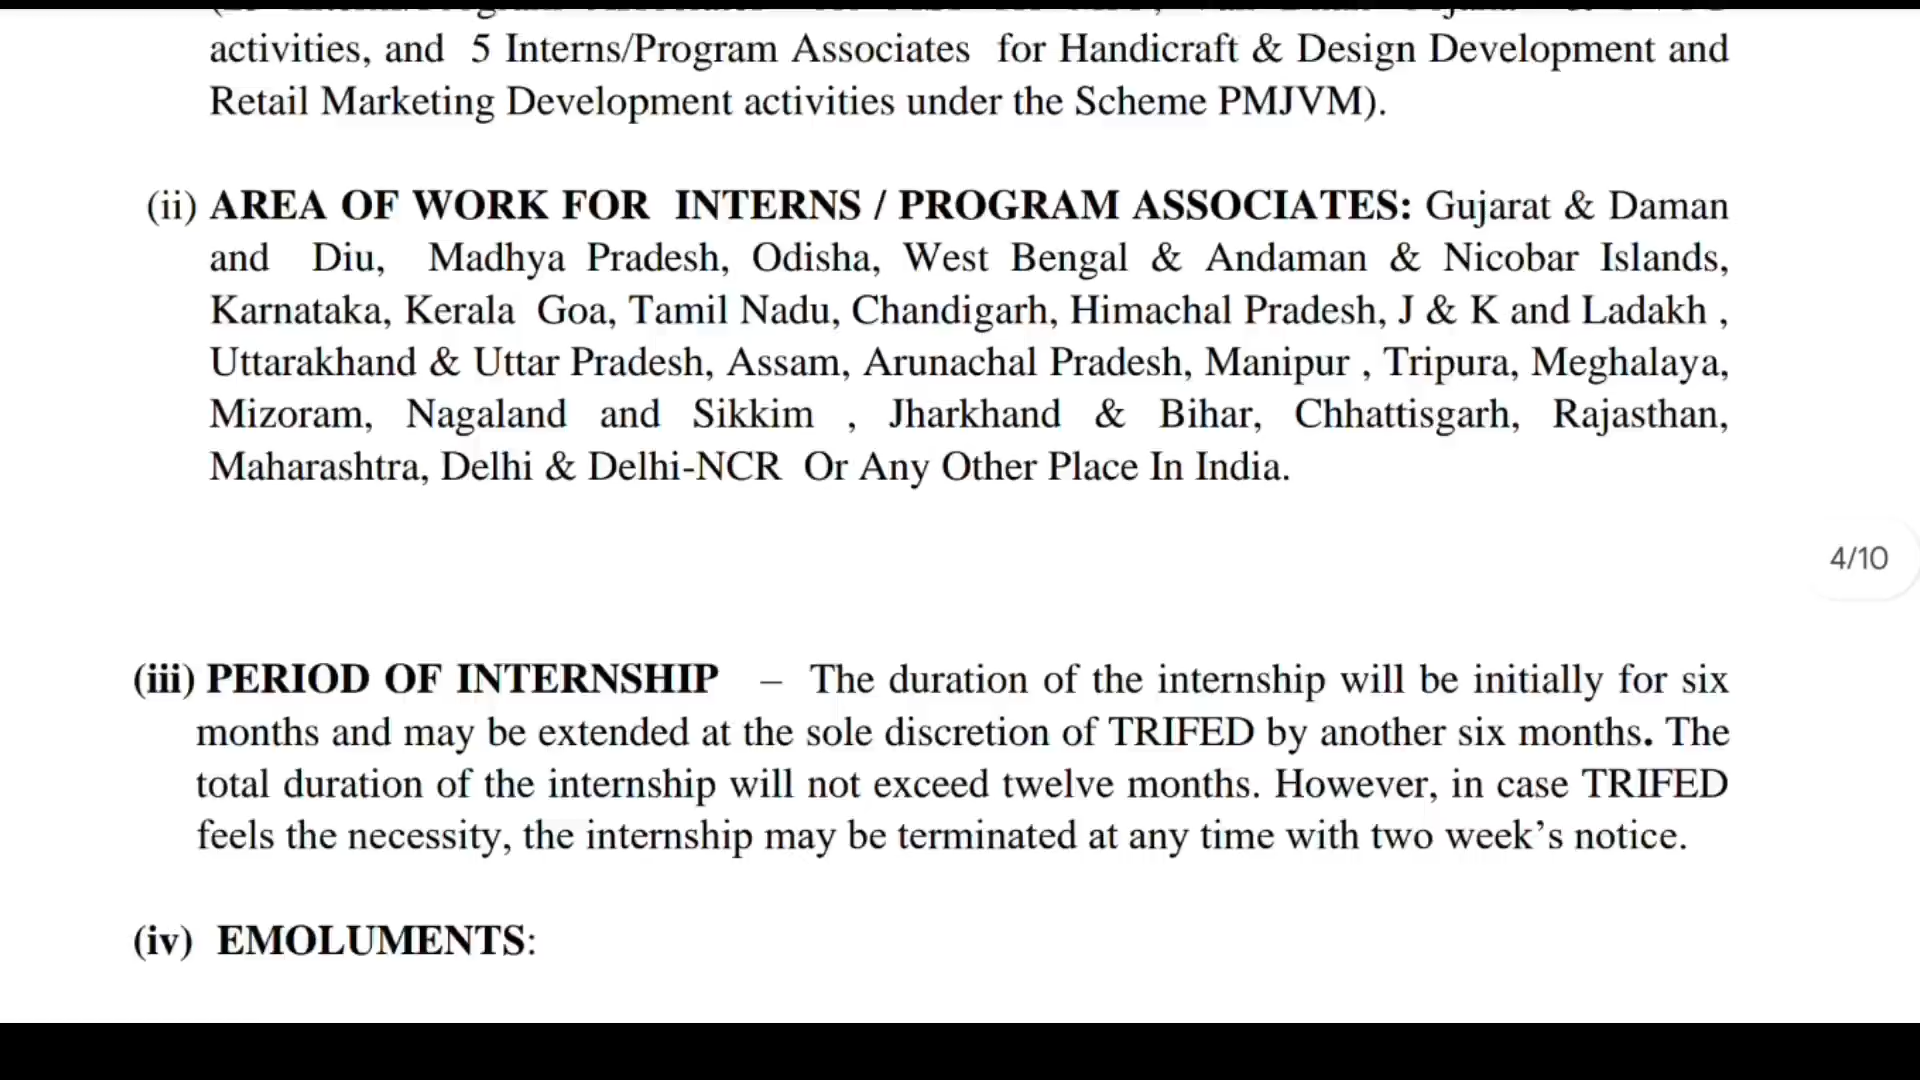 activities, and 5 Interns/Program Associates for Handicraft & Design Development and
Retail Marketing Development activities under the Scheme PMJVM).
(ii) AREA OF WORK FOR INTERNS / PROGRAM ASSOCIATES: Gujarat & Daman
and Diu, Madhya Pradesh, Odisha, West Bengal & Andaman & Nicobar Islands,
Karnataka, Kerala Goa, Tamil Nadu, Chandigarh, Himachal Pradesh, J & K and Ladakh ,
Uttarakhand & Uttar Pradesh, Assam, Arunachal Pradesh, Manipur , Tripura, Meghalaya,
Mizoram, Nagaland and Sikkim , Jharkhand & Bihar, Chhattisgarh, Rajasthan,
Maharashtra, Delhi & Delhi-NCR Or Any Other Place In India.
4/10
(iii) PERIOD OF INTERNSHIP – The duration of the internship will be initially for six
months and may be extended at the sole discretion of TRIFED by another six months. The
total duration of the internship will not exceed twelve months. However, in case TRIFED
feels the necessity, the internship may be terminated at any time with two week’s notice.
(iv) EMOLUMENTS: